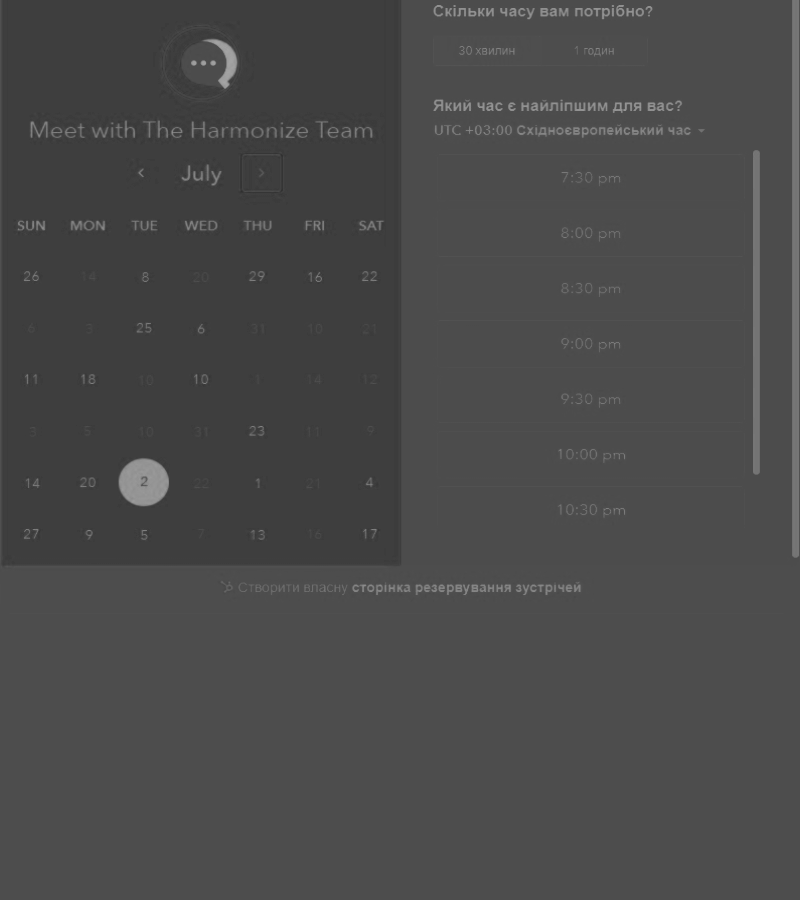 Meet with The Harmonize Team
July
SUN MON TUE WED THU FRI SAT
26 14 8 20 29 16 22
6 3 25 6 31 10 21
11 18 10 10 1 14 12
3 5 10 31 23 11 9
14 20 2 22 1 21 4
27 9 5 7 13 16 17
Скільки часу вам потрібно?
30 хвилин 1 годин
Який час є найліпшим для вас?
UTC +03:00 Східноєвропейський час
7:30 pm
8:00 pm
8:30 pm
9:00 pm
9:30 pm
10:00 pm
10:30 pm
Створити власну сторінка резервування зустрічей